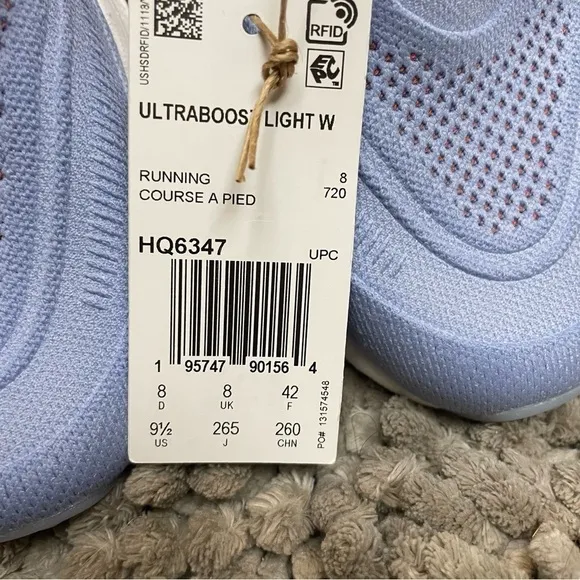 USHSDRFID/1113/
RFID
EPC
ULTRABOOST LIGHT W
RUNNING 8
COURSE A PIED 720
HQ6347 UPC
1 95747 90156 4
8 8 42
D UK F
9½ 265 260
US J CHN
PO# 131574548